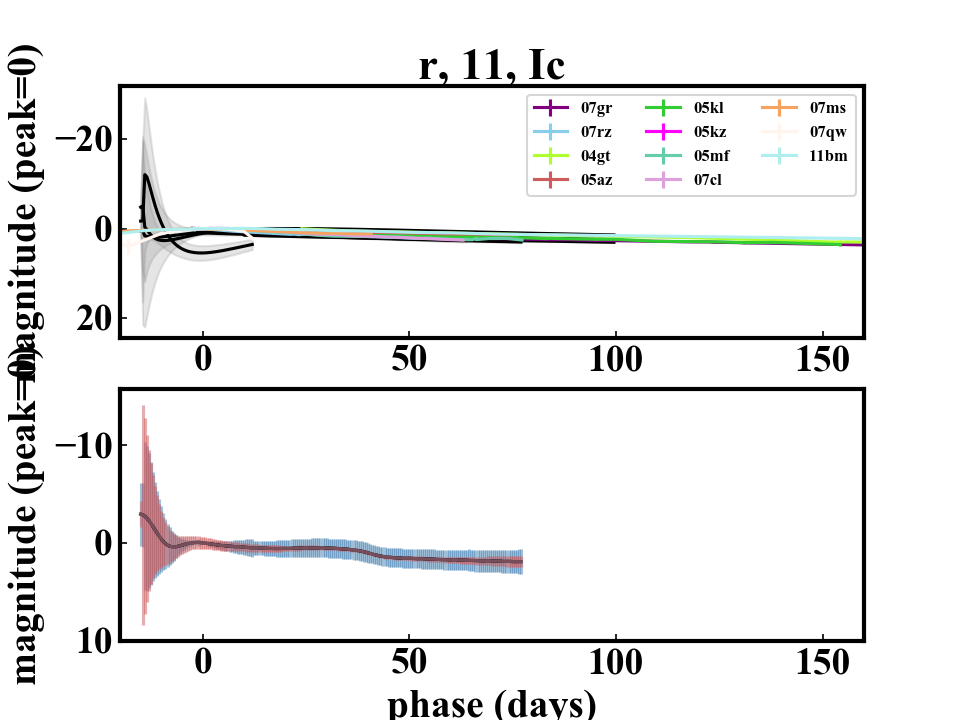 r, 11, Ic
magnitude (peak=0)
−20
0
20
07gr
07rz
04gt
05az
05kl
05kz
05mf
07cl
07ms
07qw
11bm
0
50
100
150
magnitude (peak=0)
−10
0
10
0
50
100
150
phase (days)